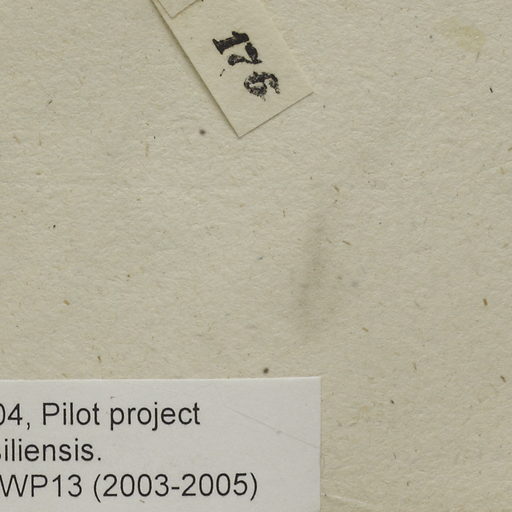 176
04, Pilot project
siliensis.
WP13 (2003-2005)